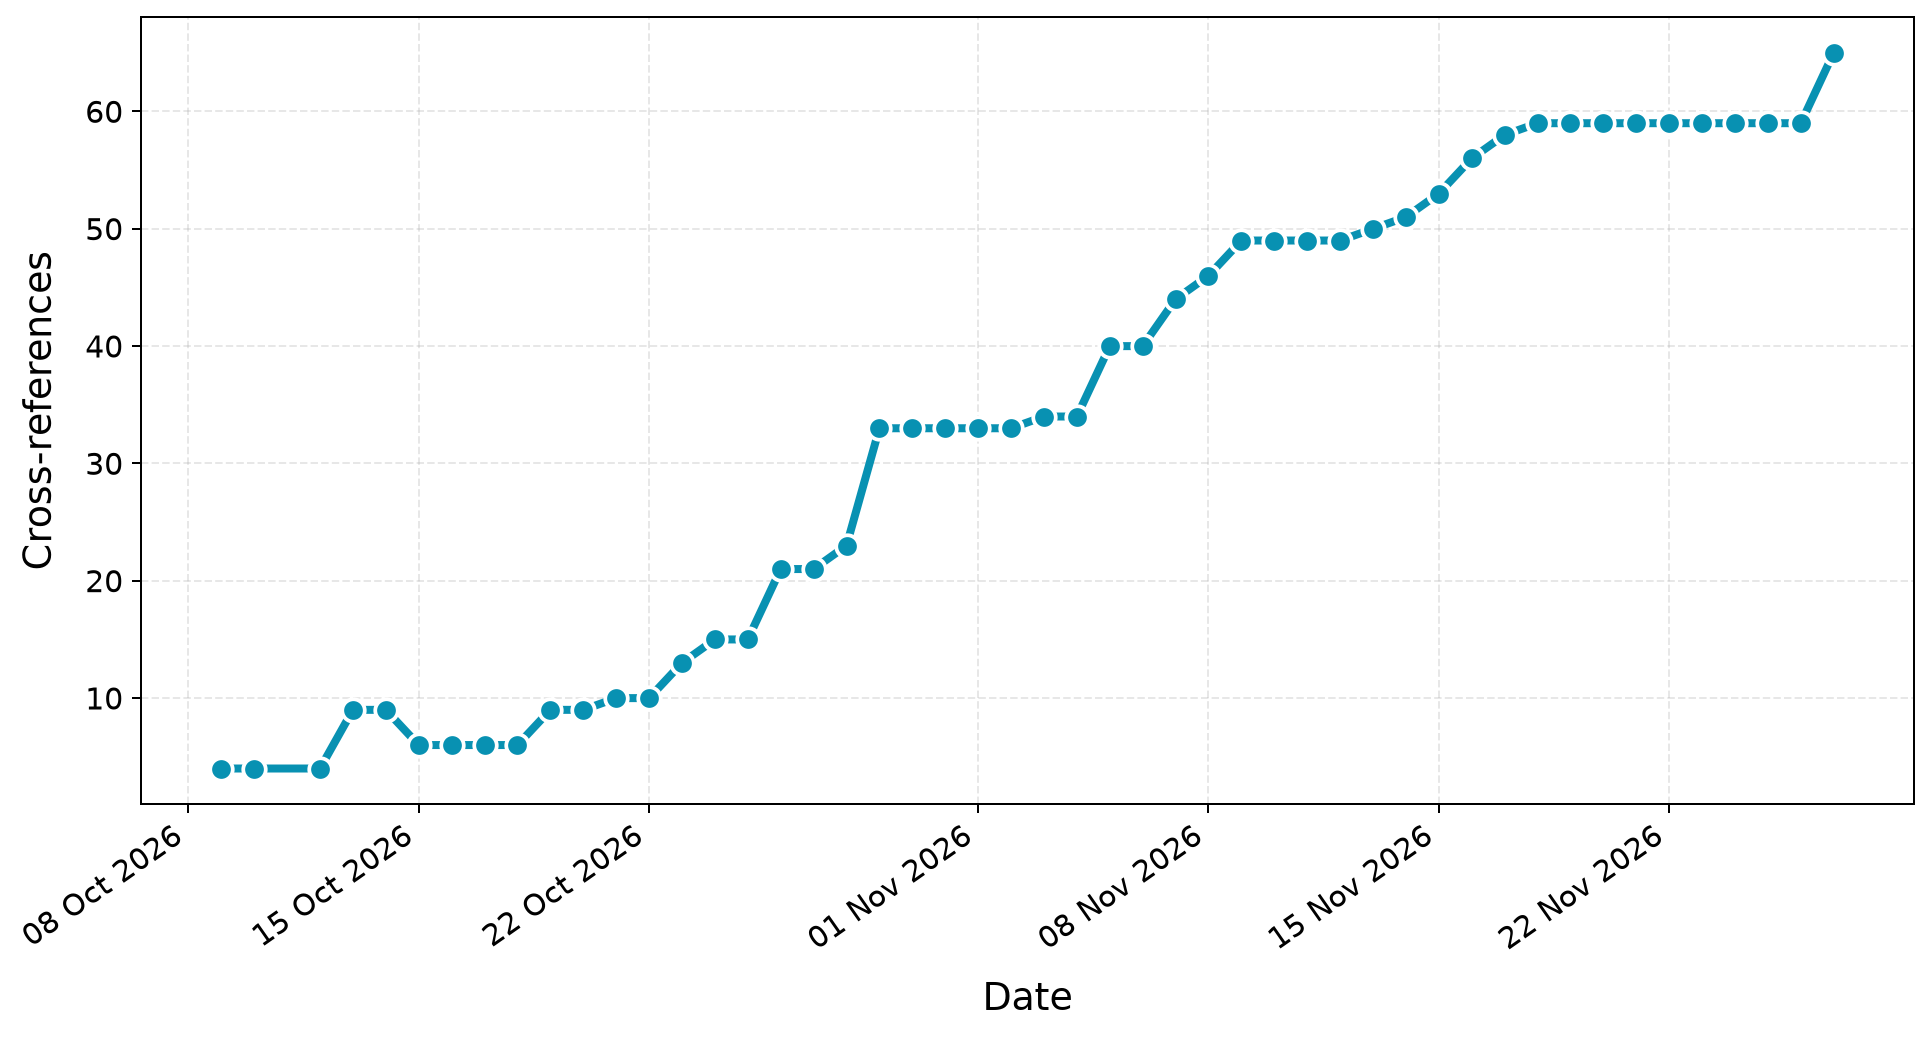 Cross-references
60
50
40
30
20
10
08 Oct 2026
15 Oct 2026
22 Oct 2026
01 Nov 2026
08 Nov 2026
15 Nov 2026
22 Nov 2026
Date